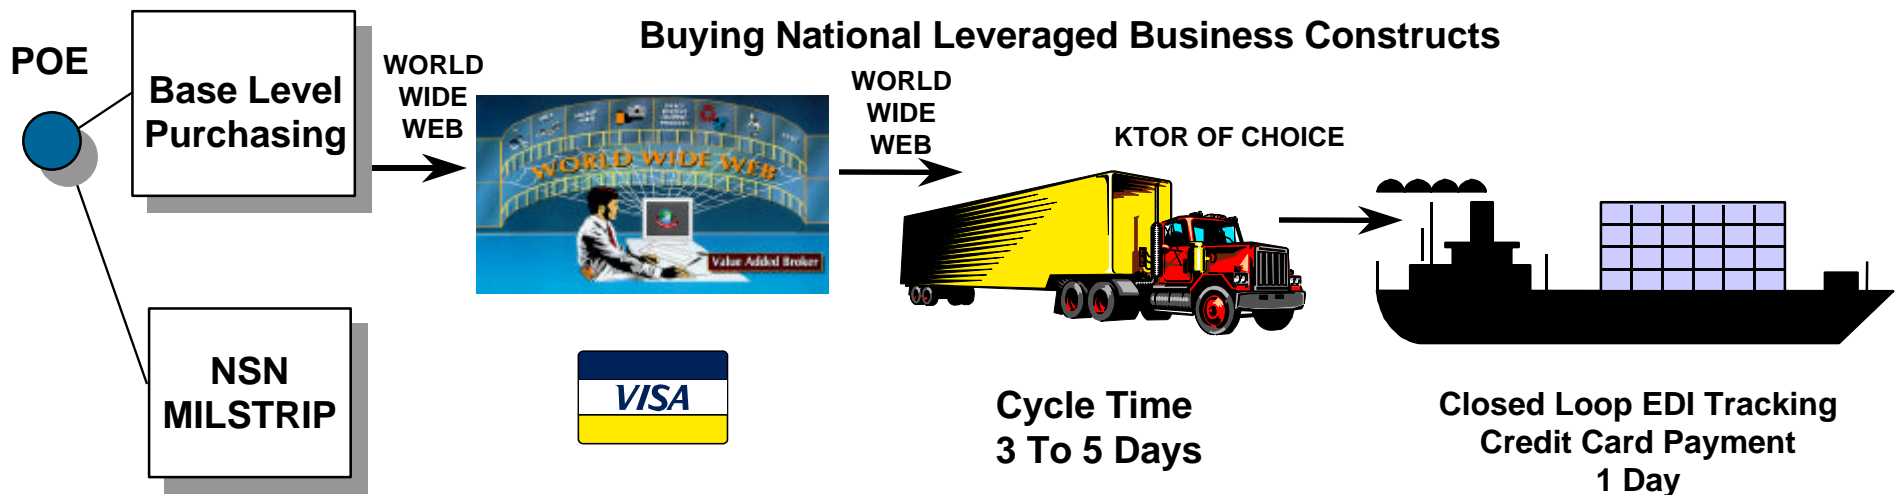 Buying National Leveraged Business Constructs
POE
Base Level
Purchasing
WORLD
WIDE
WEB
WORLD WIDE WEB
Value Added Broker
WORLD
WIDE
WEB
KTOR OF CHOICE
NSN
MILSTRIP
VISA
Cycle Time
3 To 5 Days
Closed Loop EDI Tracking
Credit Card Payment
1 Day